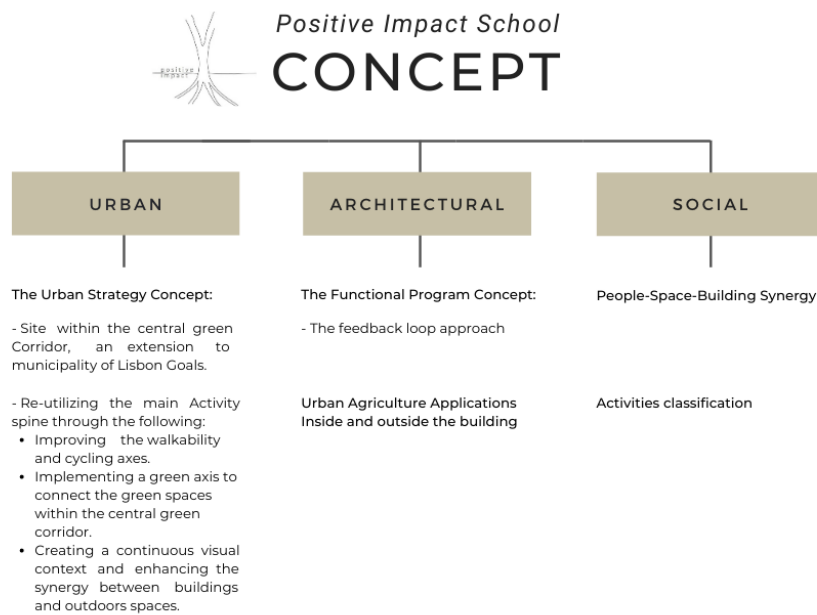 Positive Impact School
CONCEPT
positive
impact
URBAN
The Urban Strategy Concept:
- Site within the central green
Corridor, an extension to
municipality of Lisbon Goals.
- Re-utilizing the main Activity
spine through the following:
• Improving the walkability
and cycling axes.
• Implementing a green axis to
connect the green spaces
within the central green
corridor.
• Creating a continuous visual
context and enhancing the
synergy between buildings
and outdoors spaces.
ARCHITECTURAL
The Functional Program Concept:
- The feedback loop approach
Urban Agriculture Applications
Inside and outside the building
SOCIAL
People-Space-Building Synergy
Activities classification